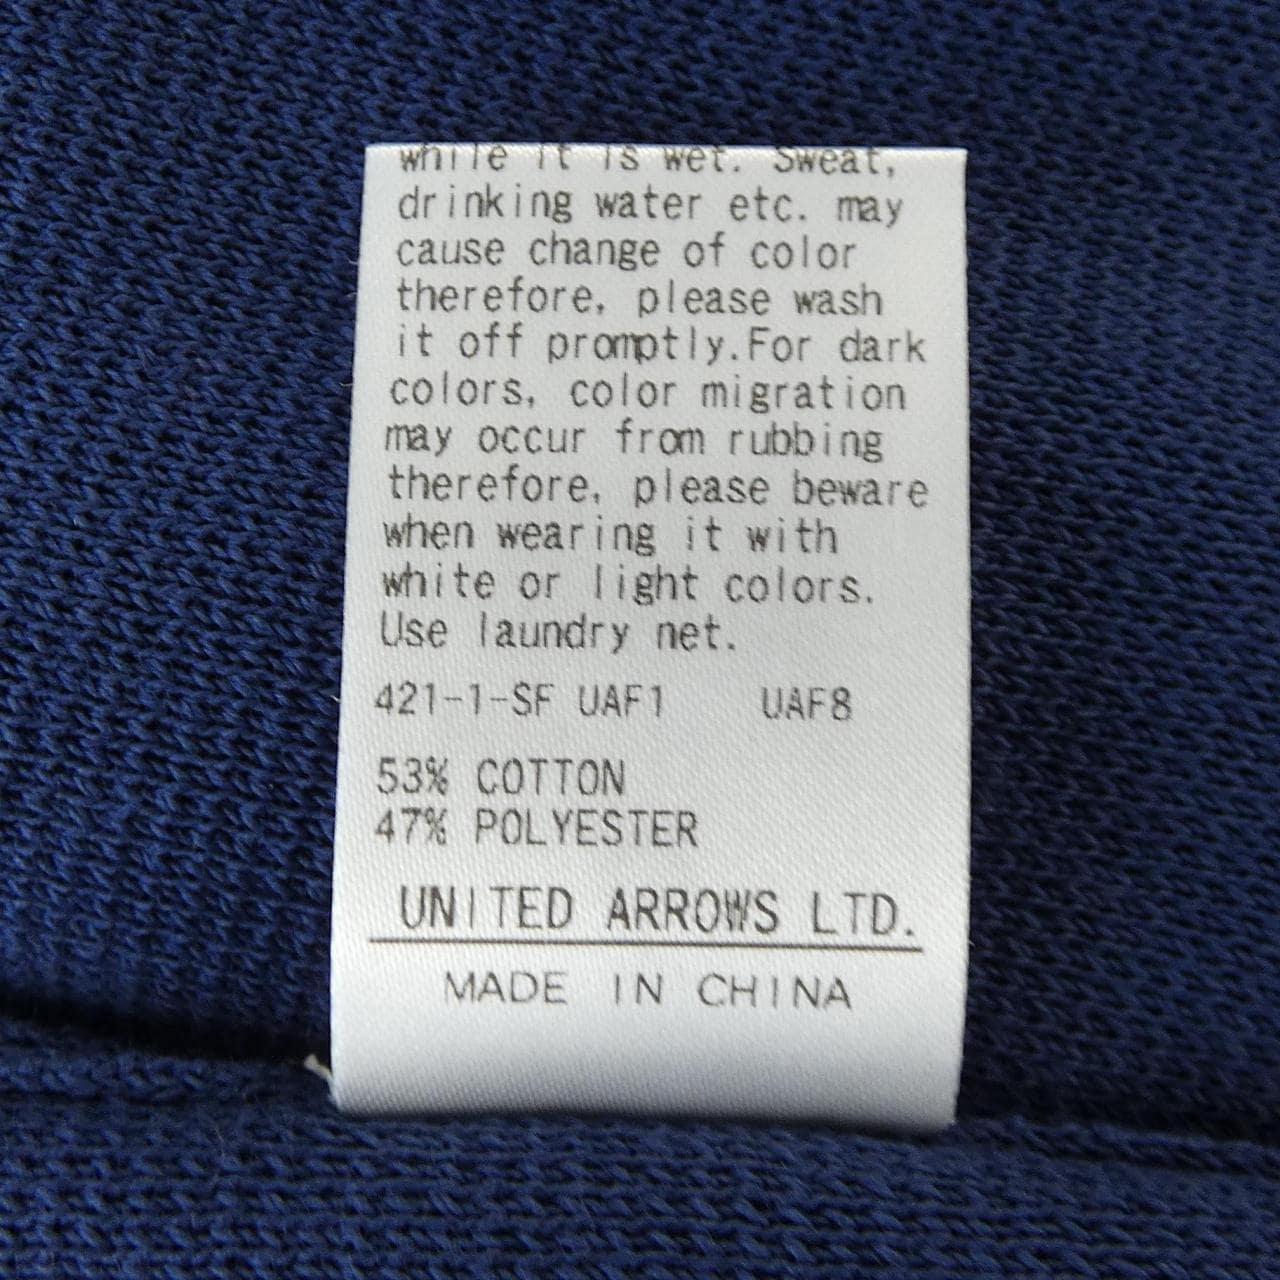 while it is wet. Sweat,
drinking water etc. may
cause change of color
therefore, please wash
it off promptly.For dark
colors, color migration
may occur from rubbing
therefore, please beware
when wearing it with
white or light colors.
Use laundry net.
421-1-SF UAF1 UAF8
53% COTTON
47% POLYESTER
UNITED ARROWS LTD.
MADE IN CHINA